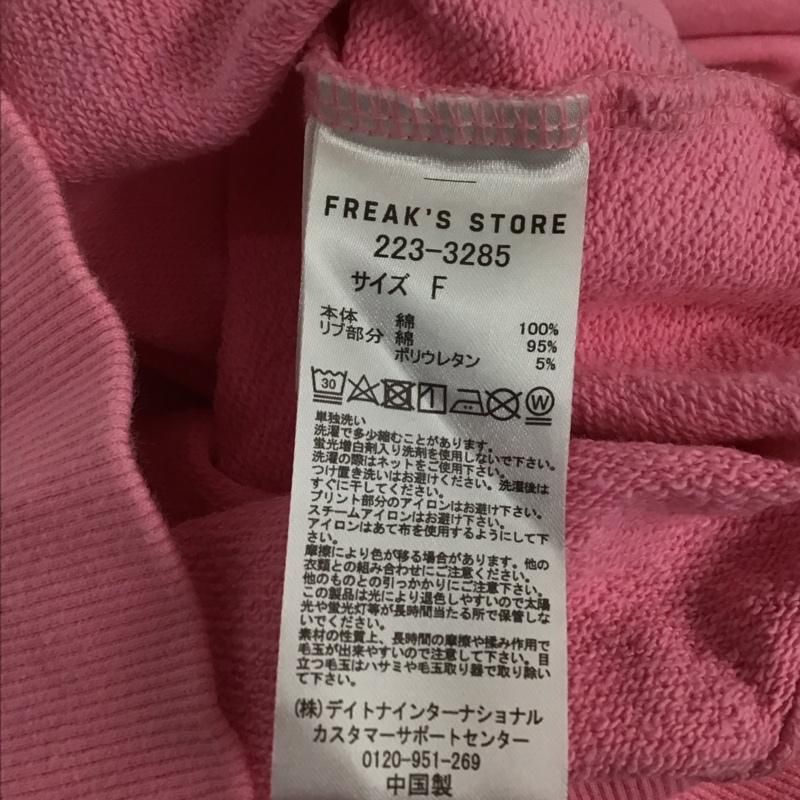 FREAK'S STORE
223-3285
サイズ F
本体 綿 100%
リブ部分 綿 95%
ポリウレタン 5%
30 W
単独洗い
洗濯で多少縮むことがあります。
蛍光増白剤入り洗剤を使用しないで下さい。
洗濯の際はネットをご使用下さい。
つけ置き洗いはお避けください。洗濯後は
すぐに干してください。
プリント部分のアイロンはお避け下さい。
スチームアイロンはお避け下さい。
アイロンはあて布を使用するようにして下
さい。
摩擦により色が移る場合があります。他の
衣類との組み合わせにご注意ください。
他のものとの引っかかりにご注意下さい。
この製品は光により退色しやすいので太陽
光や蛍光灯等が長時間当たる所で保管しな
いでください。
素材の性質上、長時間の摩擦や揉み作用で
毛玉が出来やすいので注意して下さい。目
立つ毛玉はハサミや毛玉取り器で取り除い
て下さい。
(株)デイトナインターナショナル
カスタマーサポートセンター
0120-951-269
中国製